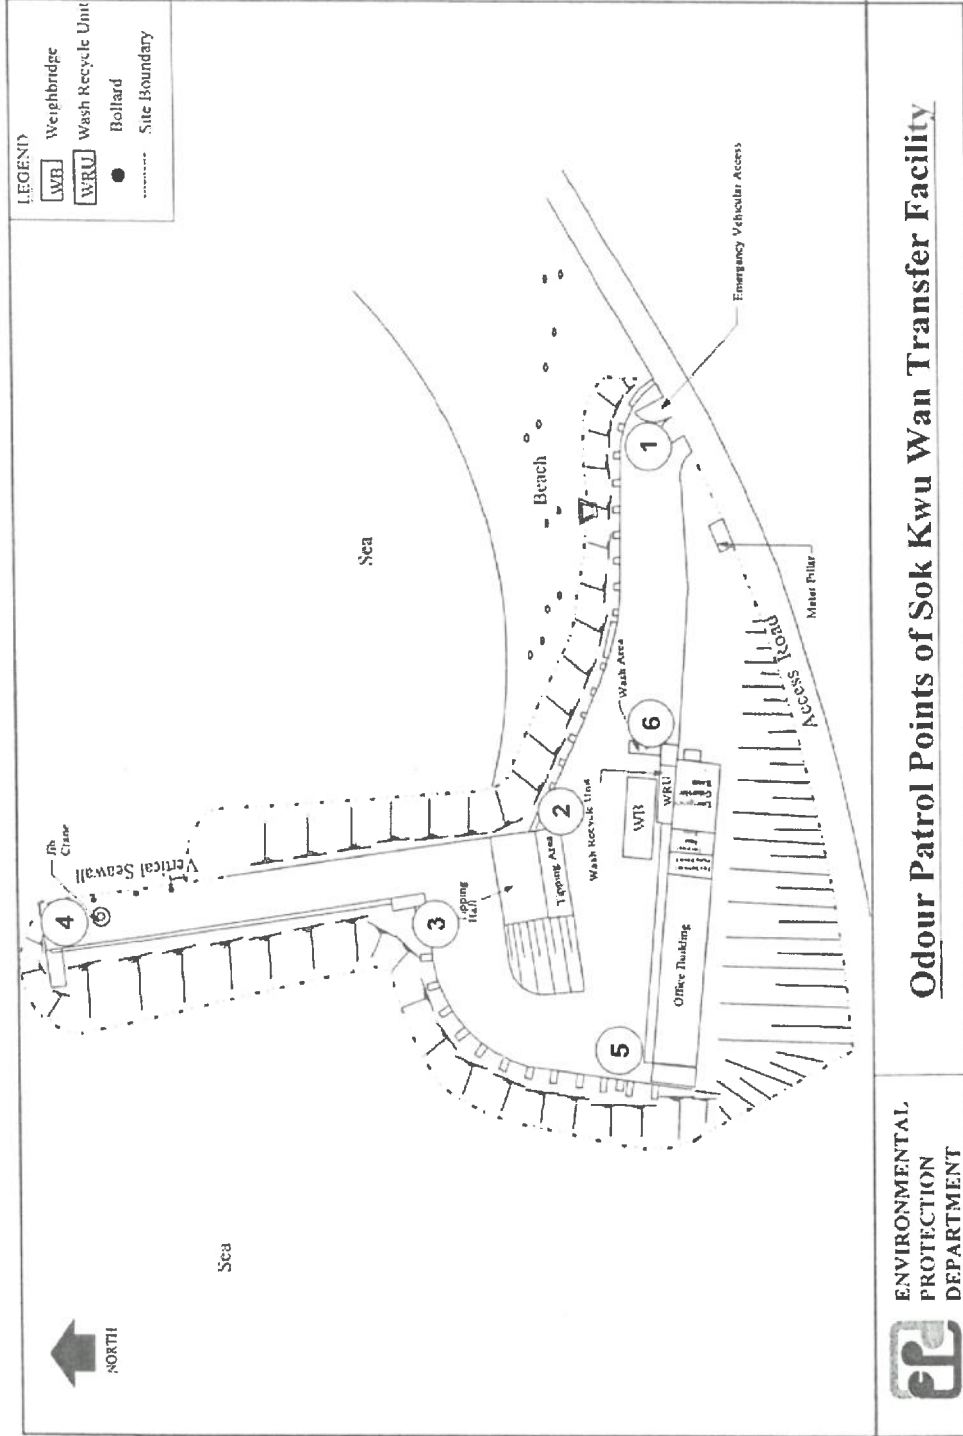 LEGEND
WB Weighbridge
WRU Wash Recycle Unit
Bollard
Site Boundary
NORTH
Sea
Sea
Beach
Jib
Crane
Vertical Seawall
4
3
2
1
5
6
Tipping
Hall
Tipping Area
Wash Recycle Unit
Wash Area
WB
WRU
Office Building
Access Road
Meter Pillar
Emergency Vehicular Access
ENVIRONMENTAL
PROTECTION
DEPARTMENT
Odour Patrol Points of Sok Kwu Wan Transfer Facility